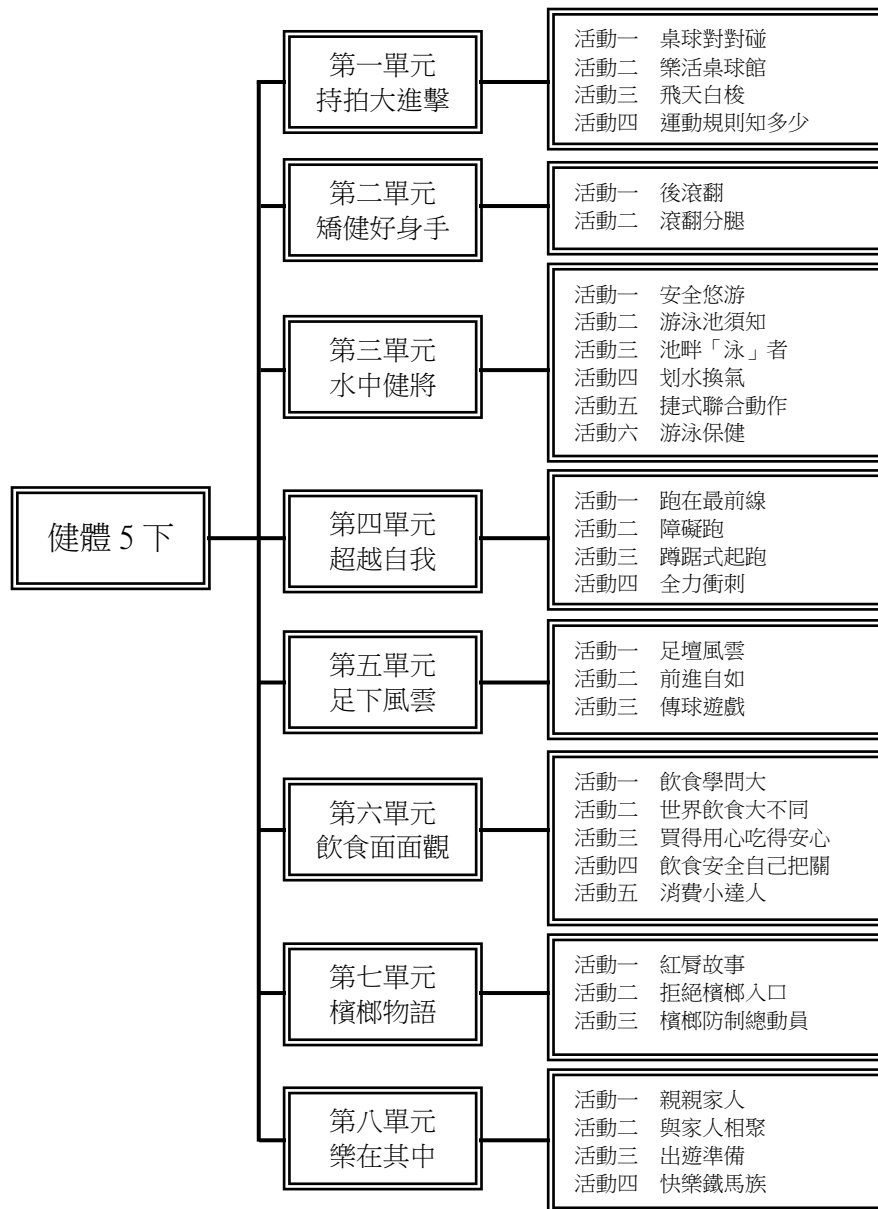 健體 5 下
第一單元
持拍大進擊
活動一　桌球對對碰
活動二　樂活桌球館
活動三　飛天白梭
活動四　運動規則知多少
第二單元
矯健好身手
活動一　後滾翻
活動二　滾翻分腿
第三單元
水中健將
活動一　安全悠游
活動二　游泳池須知
活動三　池畔「泳」者
活動四　划水換氣
活動五　捷式聯合動作
活動六　游泳保健
第四單元
超越自我
活動一　跑在最前線
活動二　障礙跑
活動三　蹲踞式起跑
活動四　全力衝刺
第五單元
足下風雲
活動一　足壇風雲
活動二　前進自如
活動三　傳球遊戲
第六單元
飲食面面觀
活動一　飲食學問大
活動二　世界飲食大不同
活動三　買得用心吃得安心
活動四　飲食安全自己把關
活動五　消費小達人
第七單元
檳榔物語
活動一　紅脣故事
活動二　拒絕檳榔入口
活動三　檳榔防制總動員
第八單元
樂在其中
活動一　親親家人
活動二　與家人相聚
活動三　出遊準備
活動四　快樂鐵馬族